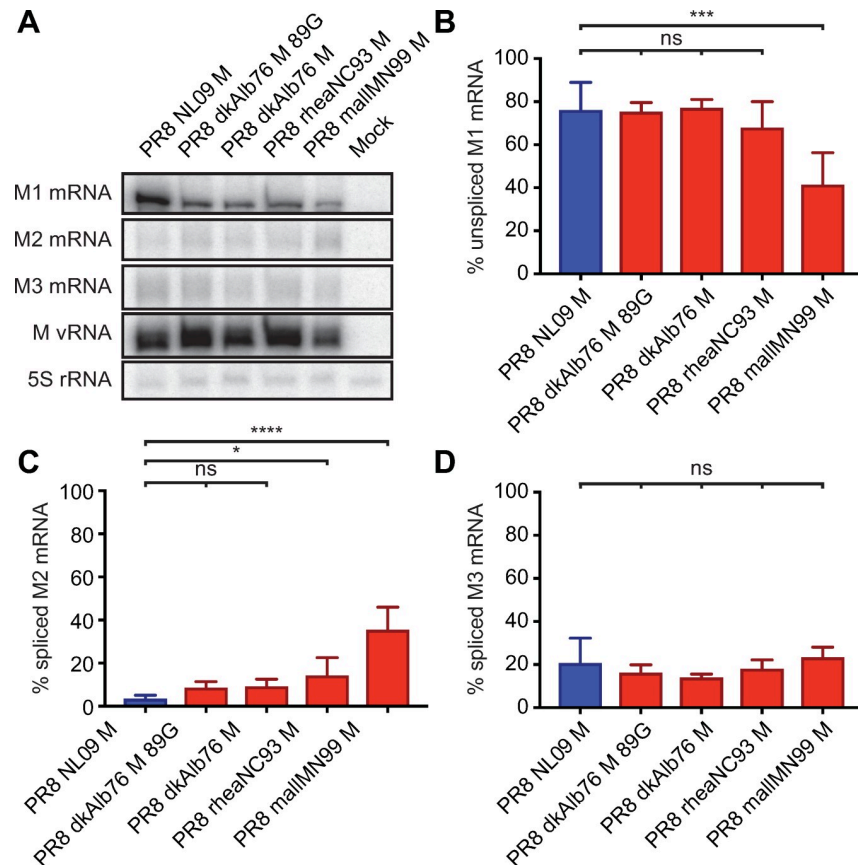 A
PR8 NL09 M
PR8 dkAlb76 M 89G
PR8 dkAlb76 M
PR8 rheaNC93 M
PR8 mallMN99 M
Mock
M1 mRNA
M2 mRNA
M3 mRNA
M vRNA
5S rRNA
B
***
ns
% unspliced M1 mRNA
100
80
60
40
20
0
PR8 NL09 M
PR8 dkAlb76 M 89G
PR8 dkAlb76 M
PR8 rheaNC93 M
PR8 mallMN99 M
C
****
*
ns
% spliced M2 mRNA
100
80
60
40
20
0
PR8 NL09 M
PR8 dkAlb76 M 89G
PR8 dkAlb76 M
PR8 rheaNC93 M
PR8 mallMN99 M
D
ns
% spliced M3 mRNA
100
80
60
40
20
0
PR8 NL09 M
PR8 dkAlb76 M 89G
PR8 dkAlb76 M
PR8 rheaNC93 M
PR8 mallMN99 M